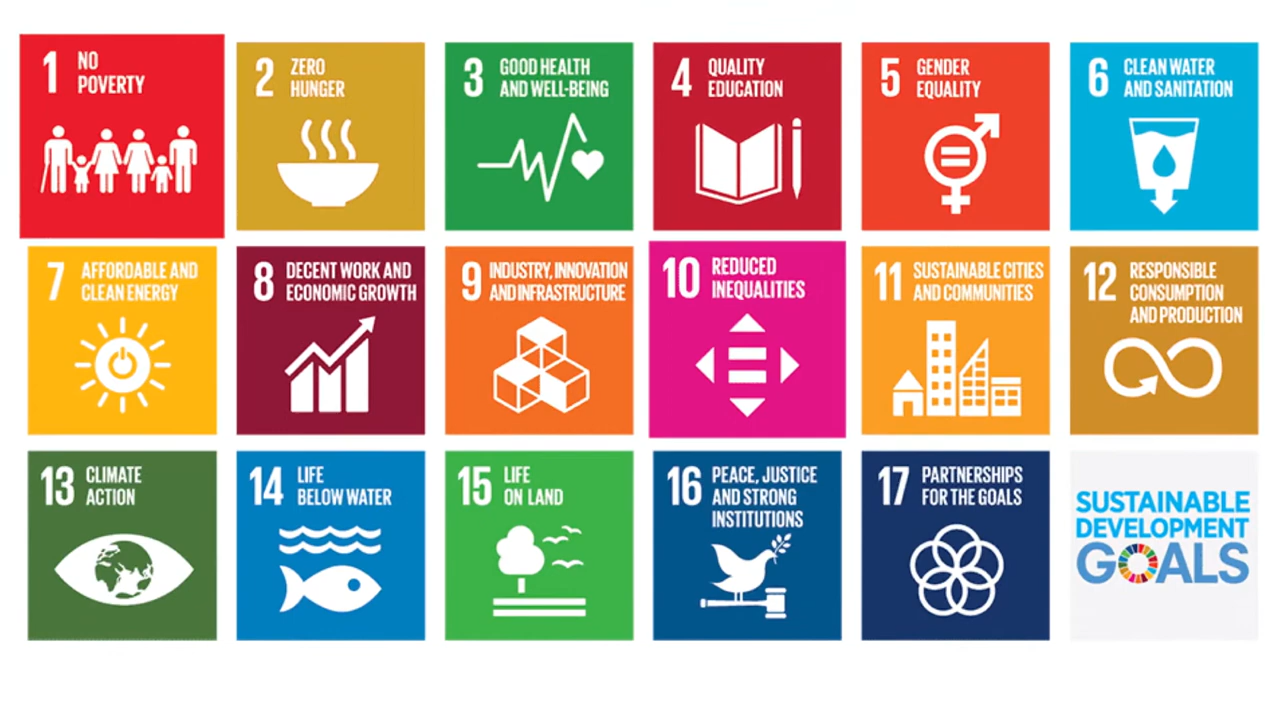 1 NO
POVERTY
2 ZERO
HUNGER
3 GOOD HEALTH
AND WELL-BEING
4 QUALITY
EDUCATION
5 GENDER
EQUALITY
6 CLEAN WATER
AND SANITATION
7 AFFORDABLE AND
CLEAN ENERGY
8 DECENT WORK AND
ECONOMIC GROWTH
9 INDUSTRY, INNOVATION
AND INFRASTRUCTURE
10 REDUCED
INEQUALITIES
11 SUSTAINABLE CITIES
AND COMMUNITIES
12 RESPONSIBLE
CONSUMPTION
AND PRODUCTION
13 CLIMATE
ACTION
14 LIFE
BELOW WATER
15 LIFE
ON LAND
16 PEACE, JUSTICE
AND STRONG
INSTITUTIONS
17 PARTNERSHIPS
FOR THE GOALS
SUSTAINABLE
DEVELOPMENT
GOALS